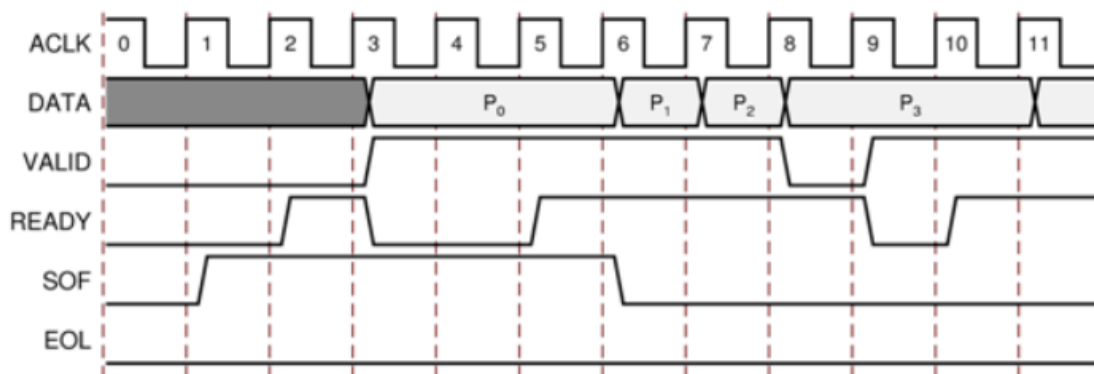 ACLK 0 1 2 3 4 5 6 7 8 9 10 11
DATA P₀ P₁ P₂ P₃
VALID
READY
SOF
EOL